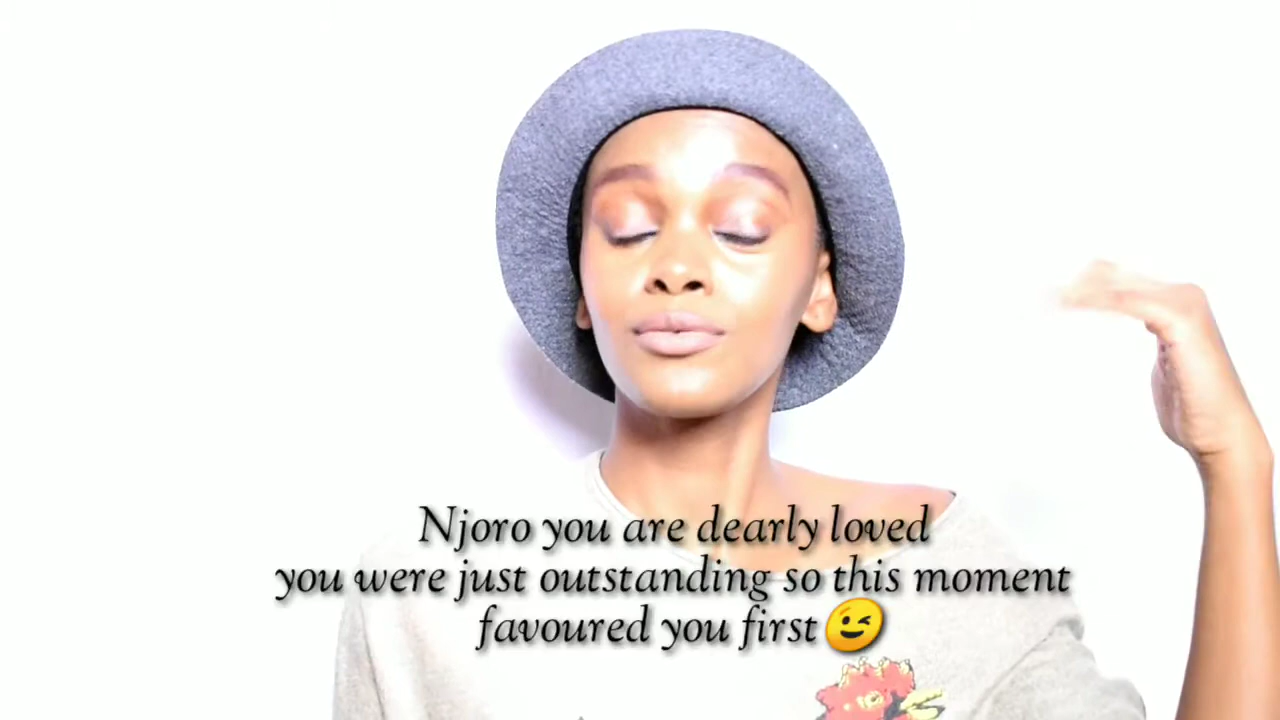 Njoro you are dearly loved
you were just outstanding so this moment
favoured you first😉